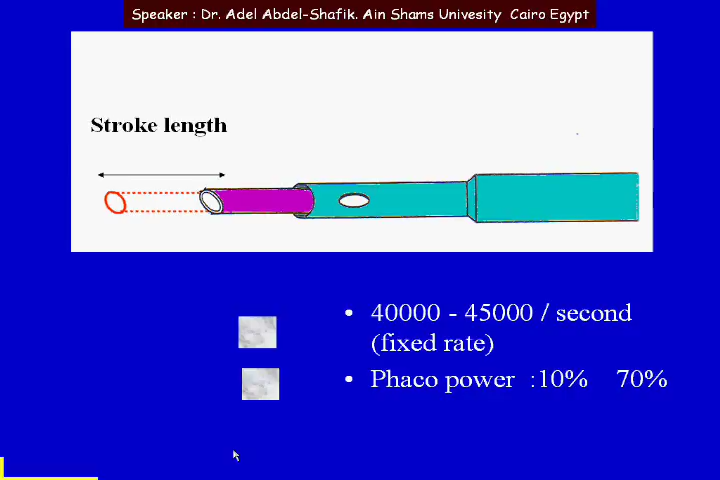 Speaker : Dr. Adel Abdel-Shafik. Ain Shams Univesity Cairo Egypt
Stroke length
• 40000 - 45000 / second
(fixed rate)
• Phaco power :10% 70%